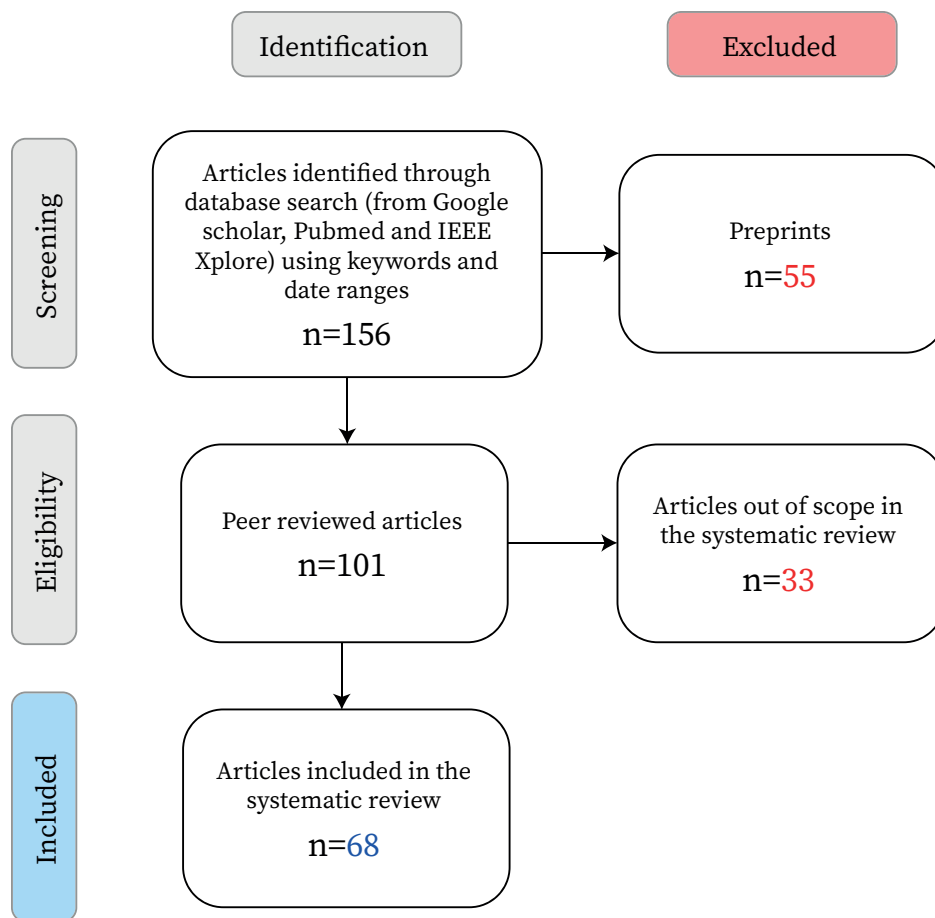 Identification
Excluded
Screening
Articles identified through
database search (from Google
scholar, Pubmed and IEEE
Xplore) using keywords and
date ranges
n=156
Preprints
n=55
Eligibility
Peer reviewed articles
n=101
Articles out of scope in
the systematic review
n=33
Included
Articles included in the
systematic review
n=68